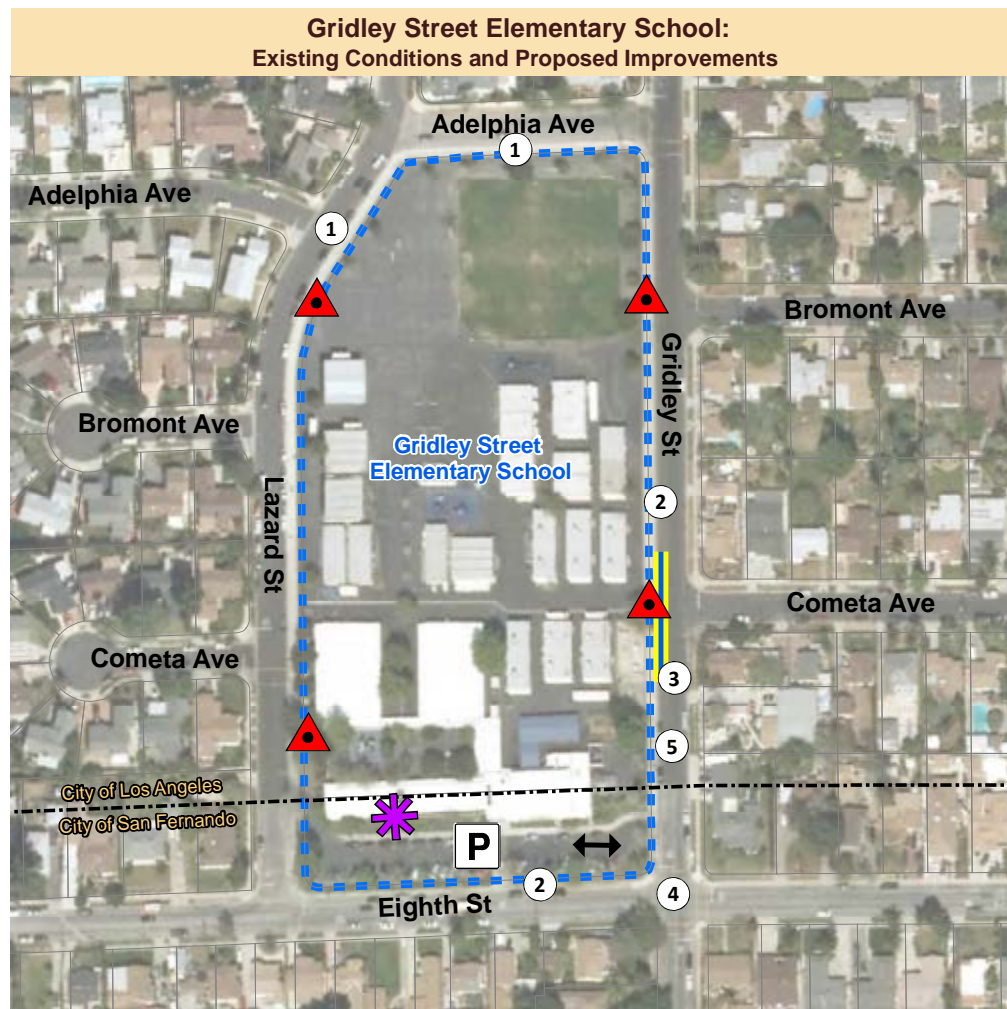 Gridley Street Elementary School:
Existing Conditions and Proposed Improvements
Adelphia Ave
1
Adelphia Ave
1
Bromont Ave
Gridley St
Bromont Ave
Gridley Street
Elementary School
Lazard St
2
Cometa Ave
Cometa Ave
3
5
City of Los Angeles
City of San Fernando
P
2
4
Eighth St